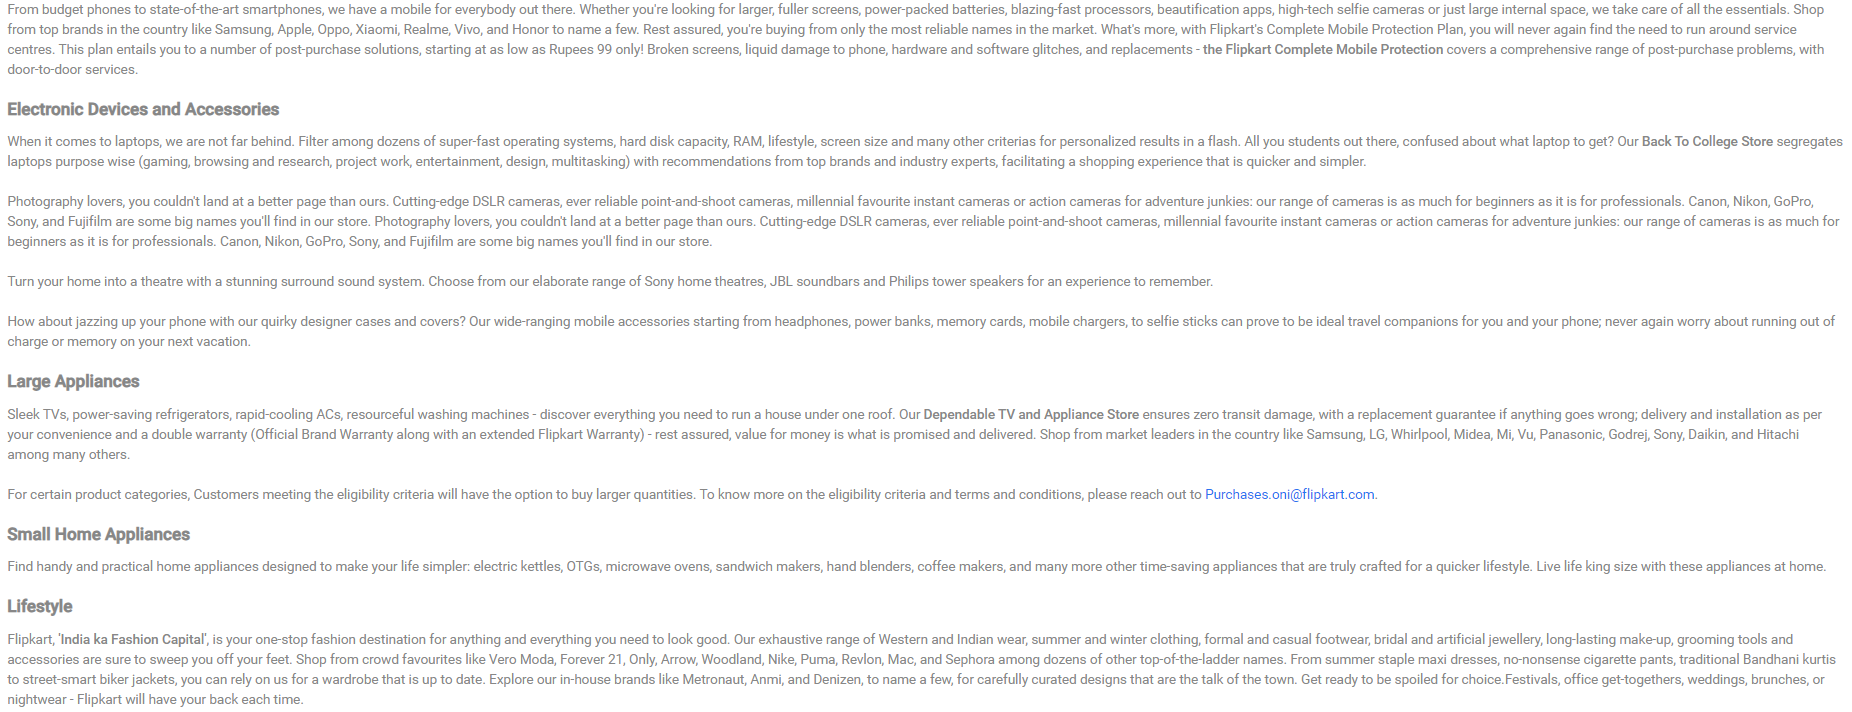 From budget phones to state-of-the-art smartphones, we have a mobile for everybody out there. Whether you're looking for larger, fuller screens, power-packed batteries, blazing-fast processors, beautification apps, high-tech selfie cameras or just large internal space, we take care of all the essentials. Shop
from top brands in the country like Samsung, Apple, Oppo, Xiaomi, Realme, Vivo, and Honor to name a few. Rest assured, you're buying from only the most reliable names in the market. What's more, with Flipkart's Complete Mobile Protection Plan, you will never again find the need to run around service
centres. This plan entails you to a number of post-purchase solutions, starting at as low as Rupees 99 only! Broken screens, liquid damage to phone, hardware and software glitches, and replacements - the Flipkart Complete Mobile Protection covers a comprehensive range of post-purchase problems, with
door-to-door services.
Electronic Devices and Accessories
When it comes to laptops, we are not far behind. Filter among dozens of super-fast operating systems, hard disk capacity, RAM, lifestyle, screen size and many other criterias for personalized results in a flash. All you students out there, confused about what laptop to get? Our Back To College Store segregates
laptops purpose wise (gaming, browsing and research, project work, entertainment, design, multitasking) with recommendations from top brands and industry experts, facilitating a shopping experience that is quicker and simpler.
Photography lovers, you couldn't land at a better page than ours. Cutting-edge DSLR cameras, ever reliable point-and-shoot cameras, millennial favourite instant cameras or action cameras for adventure junkies: our range of cameras is as much for beginners as it is for professionals. Canon, Nikon, GoPro,
Sony, and Fujifilm are some big names you'll find in our store. Photography lovers, you couldn't land at a better page than ours. Cutting-edge DSLR cameras, ever reliable point-and-shoot cameras, millennial favourite instant cameras or action cameras for adventure junkies: our range of cameras is as much for
beginners as it is for professionals. Canon, Nikon, GoPro, Sony, and Fujifilm are some big names you'll find in our store.
Turn your home into a theatre with a stunning surround sound system. Choose from our elaborate range of Sony home theatres, JBL soundbars and Philips tower speakers for an experience to remember.
How about jazzing up your phone with our quirky designer cases and covers? Our wide-ranging mobile accessories starting from headphones, power banks, memory cards, mobile chargers, to selfie sticks can prove to be ideal travel companions for you and your phone; never again worry about running out of
charge or memory on your next vacation.
Large Appliances
Sleek TVs, power-saving refrigerators, rapid-cooling ACs, resourceful washing machines - discover everything you need to run a house under one roof. Our Dependable TV and Appliance Store ensures zero transit damage, with a replacement guarantee if anything goes wrong; delivery and installation as per
your convenience and a double warranty (Official Brand Warranty along with an extended Flipkart Warranty) - rest assured, value for money is what is promised and delivered. Shop from market leaders in the country like Samsung, LG, Whirlpool, Midea, Mi, Vu, Panasonic, Godrej, Sony, Daikin, and Hitachi
among many others.
For certain product categories, Customers meeting the eligibility criteria will have the option to buy larger quantities. To know more on the eligibility criteria and terms and conditions, please reach out to Purchases.oni@flipkart.com.
Small Home Appliances
Find handy and practical home appliances designed to make your life simpler: electric kettles, OTGs, microwave ovens, sandwich makers, hand blenders, coffee makers, and many more other time-saving appliances that are truly crafted for a quicker lifestyle. Live life king size with these appliances at home.
Lifestyle
Flipkart, 'India ka Fashion Capital', is your one-stop fashion destination for anything and everything you need to look good. Our exhaustive range of Western and Indian wear, summer and winter clothing, formal and casual footwear, bridal and artificial jewellery, long-lasting make-up, grooming tools and
accessories are sure to sweep you off your feet. Shop from crowd favourites like Vero Moda, Forever 21, Only, Arrow, Woodland, Nike, Puma, Revlon, Mac, and Sephora among dozens of other top-of-the-ladder names. From summer staple maxi dresses, no-nonsense cigarette pants, traditional Bandhani kurtis
to street-smart biker jackets, you can rely on us for a wardrobe that is up to date. Explore our in-house brands like Metronaut, Anmi, and Denizen, to name a few, for carefully curated designs that are the talk of the town. Get ready to be spoiled for choice.Festivals, office get-togethers, weddings, brunches, or
nightwear - Flipkart will have your back each time.